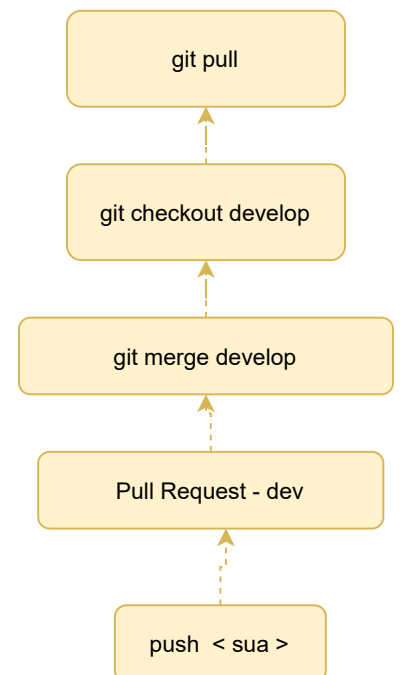 git pull
git checkout develop
git merge develop
Pull Request - dev
push < sua >